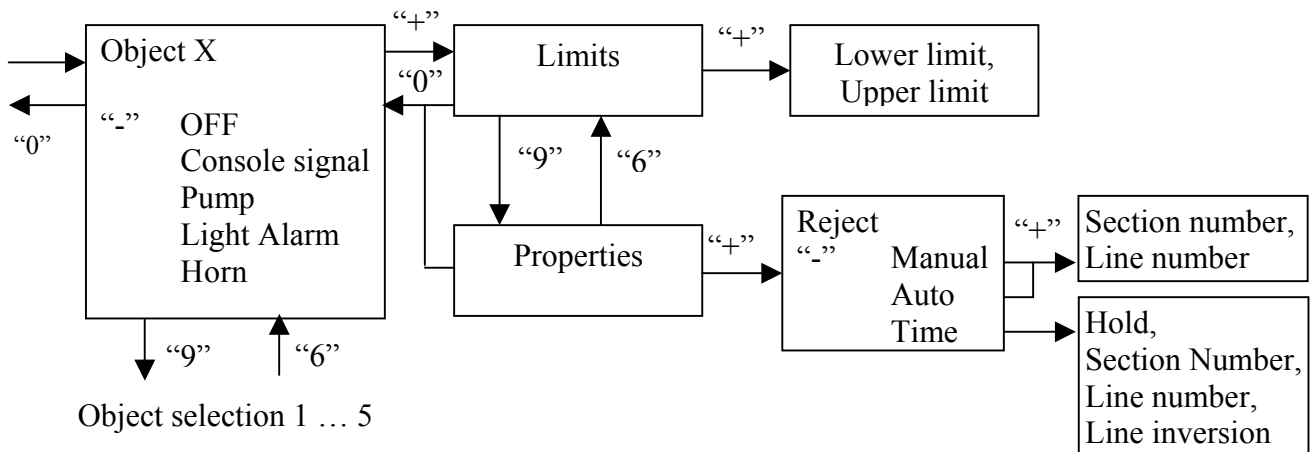 Object X
“-” OFF
Console signal
Pump
Light Alarm
Horn
“+”
“0”
“0”
“9”
“6”
Object selection 1 … 5
Limits
“+”
Lower limit,
Upper limit
“9”
“6”
Properties
“+”
Reject
“-” Manual
Auto
Time
“+”
Section number,
Line number
Hold,
Section Number,
Line number,
Line inversion